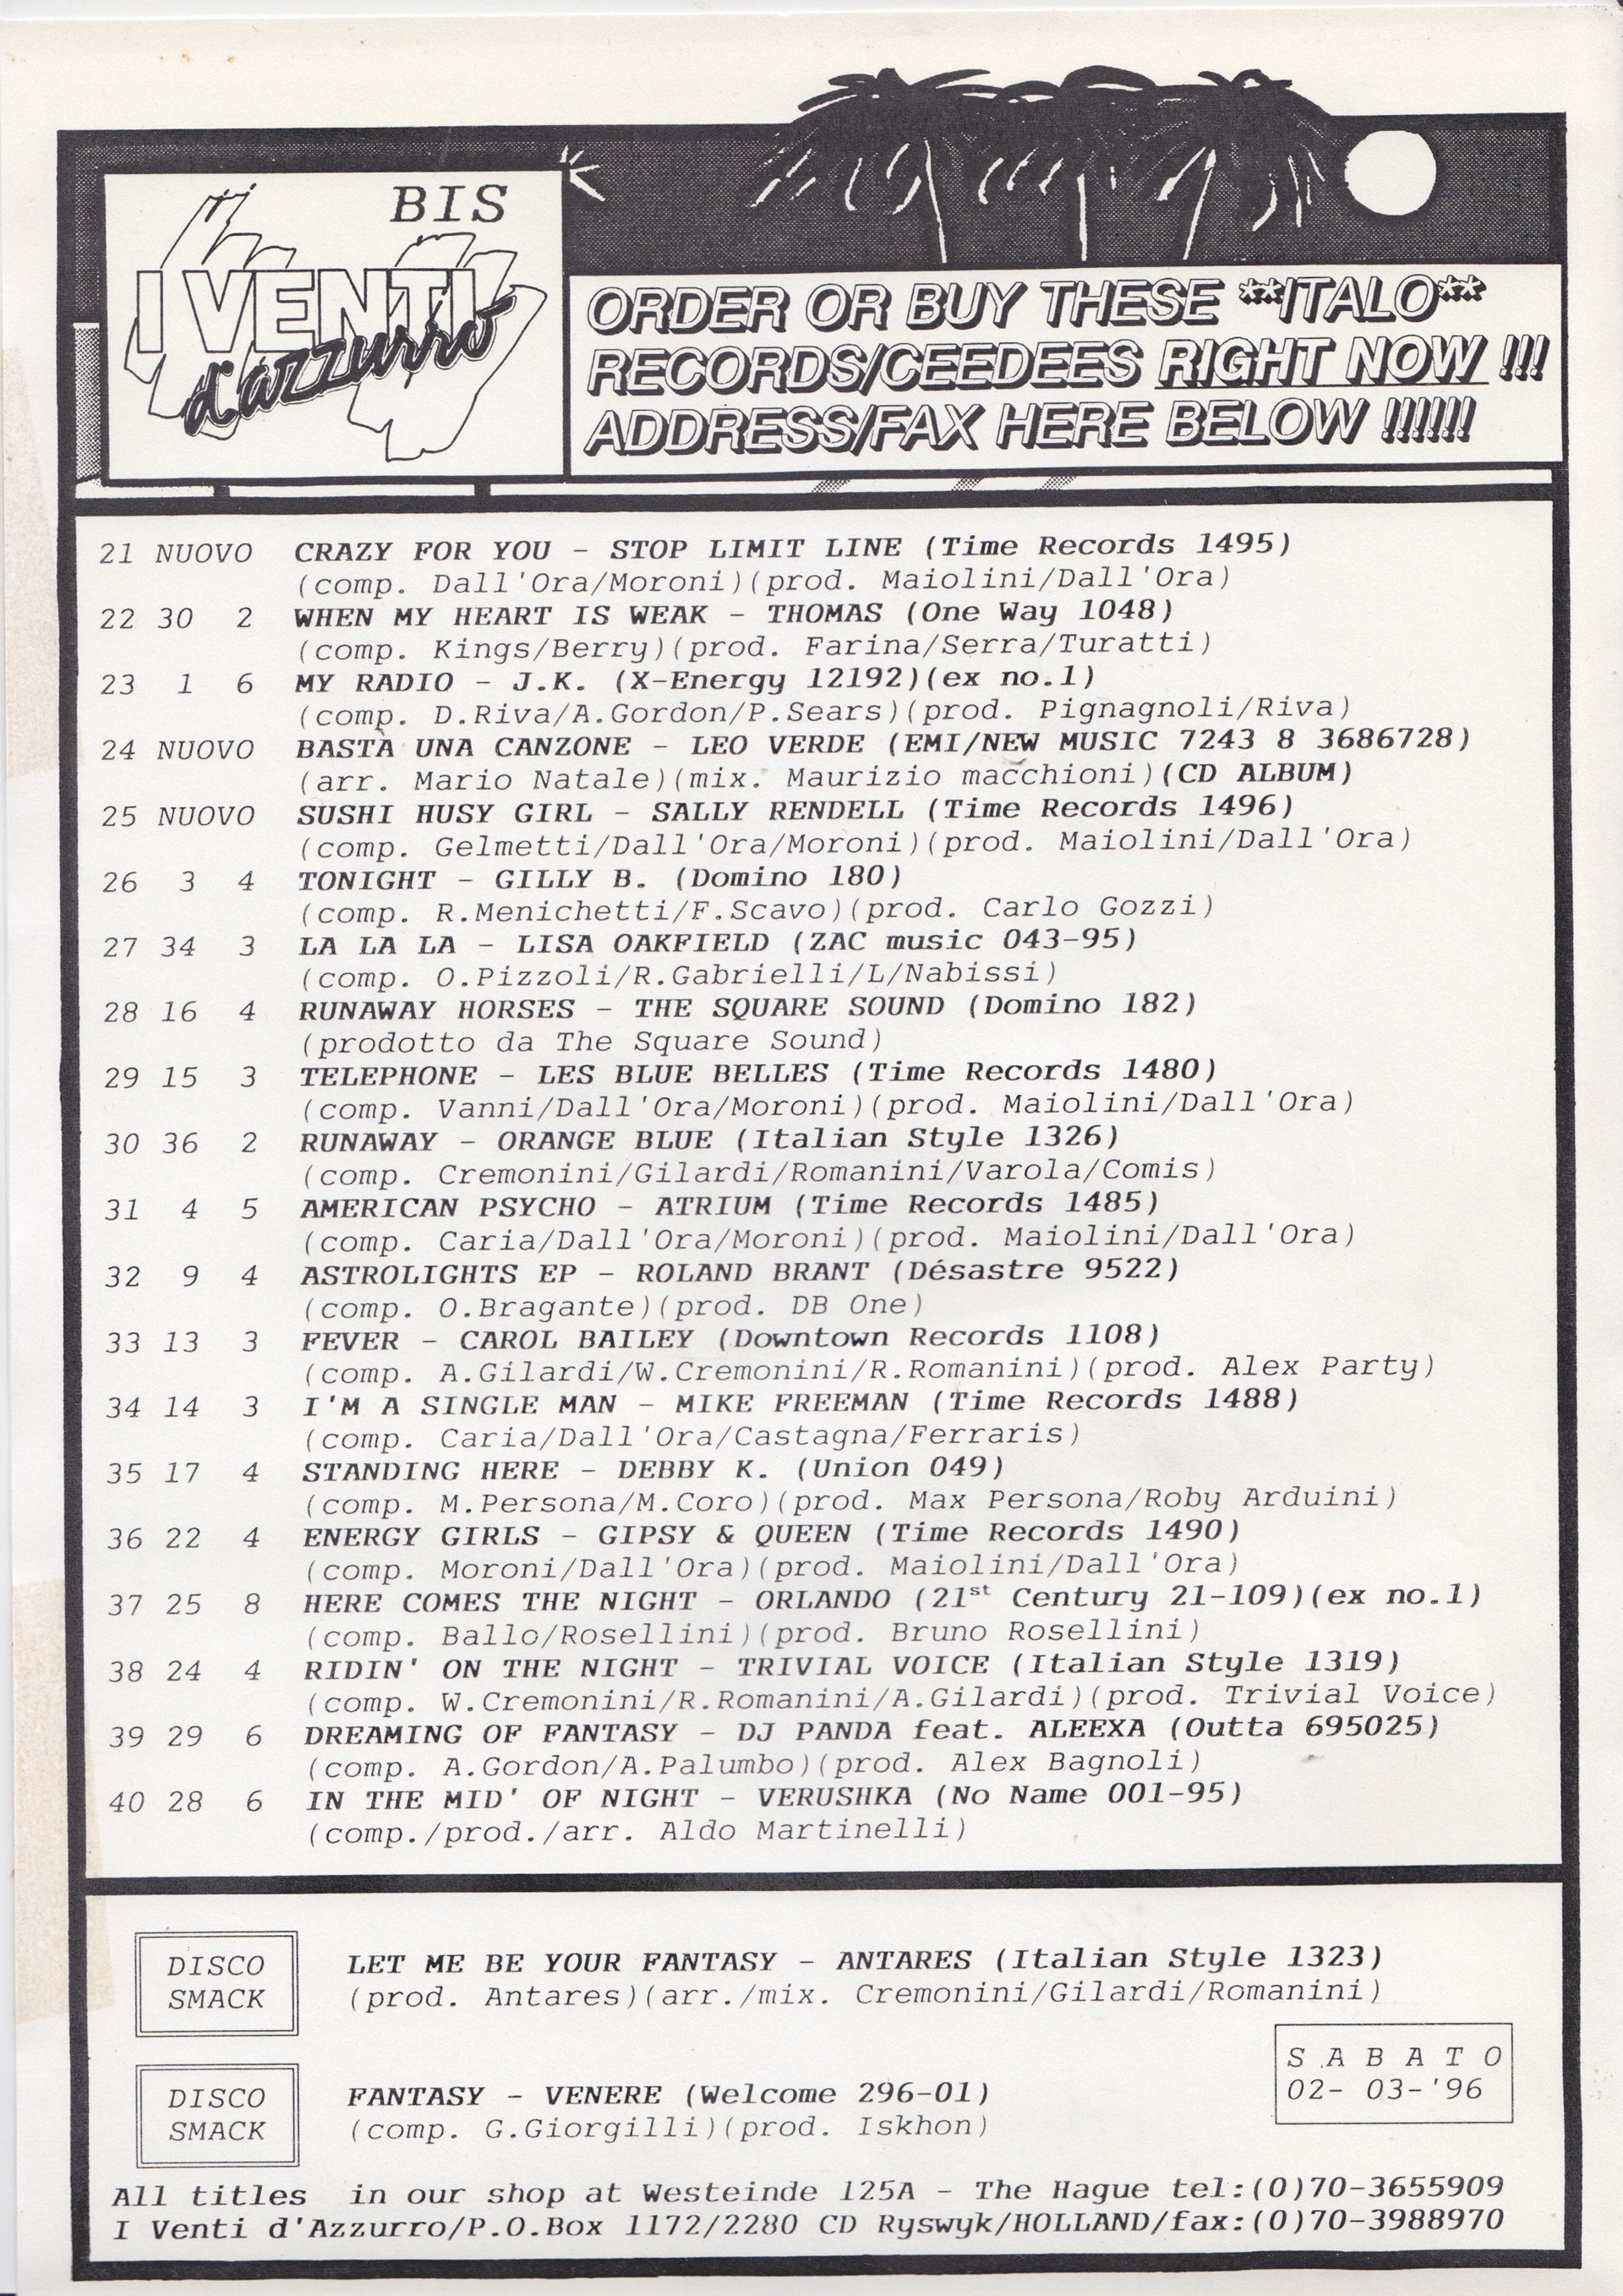 BIS
I VENTI
d'azzurro
ORDER OR BUY THESE **ITALO**
RECORDS/CEEDEES RIGHT NOW !!!
ADDRESS/FAX HERE BELOW !!!!!!
21 NUOVO CRAZY FOR YOU - STOP LIMIT LINE (Time Records 1495)
(comp. Dall'Ora/Moroni)(prod. Maiolini/Dall'Ora)
22 30 2 WHEN MY HEART IS WEAK - THOMAS (One Way 1048)
(comp. Kings/Berry)(prod. Farina/Serra/Turatti)
23 1 6 MY RADIO - J.K. (X-Energy 12192)(ex no.1)
(comp. D.Riva/A.Gordon/P.Sears)(prod. Pignagnoli/Riva)
24 NUOVO BASTA UNA CANZONE - LEO VERDE (EMI/NEW MUSIC 7243 8 3686728)
(arr. Mario Natale)(mix. Maurizio macchioni)(CD ALBUM)
25 NUOVO SUSHI HUSY GIRL - SALLY RENDELL (Time Records 1496)
(comp. Gelmetti/Dall'Ora/Moroni)(prod. Maiolini/Dall'Ora)
26 3 4 TONIGHT - GILLY B. (Domino 180)
(comp. R.Menichetti/F.Scavo)(prod. Carlo Gozzi)
27 34 3 LA LA LA - LISA OAKFIELD (ZAC music 043-95)
(comp. O.Pizzoli/R.Gabrielli/L/Nabissi)
28 16 4 RUNAWAY HORSES - THE SQUARE SOUND (Domino 182)
(prodotto da The Square Sound)
29 15 3 TELEPHONE - LES BLUE BELLES (Time Records 1480)
(comp. Vanni/Dall'Ora/Moroni)(prod. Maiolini/Dall'Ora)
30 36 2 RUNAWAY - ORANGE BLUE (Italian Style 1326)
(comp. Cremonini/Gilardi/Romanini/Varola/Comis)
31 4 5 AMERICAN PSYCHO - ATRIUM (Time Records 1485)
(comp. Caria/Dall'Ora/Moroni)(prod. Maiolini/Dall'Ora)
32 9 4 ASTROLIGHTS EP - ROLAND BRANT (Désastre 9522)
(comp. O.Bragante)(prod. DB One)
33 13 3 FEVER - CAROL BAILEY (Downtown Records 1108)
(comp. A.Gilardi/W.Cremonini/R.Romanini)(prod. Alex Party)
34 14 3 I'M A SINGLE MAN - MIKE FREEMAN (Time Records 1488)
(comp. Caria/Dall'Ora/Castagna/Ferraris)
35 17 4 STANDING HERE - DEBBY K. (Union 049)
(comp. M.Persona/M.Coro)(prod. Max Persona/Roby Arduini)
36 22 4 ENERGY GIRLS - GIPSY & QUEEN (Time Records 1490)
(comp. Moroni/Dall'Ora)(prod. Maiolini/Dall'Ora)
37 25 8 HERE COMES THE NIGHT - ORLANDO (21st Century 21-109)(ex no.1)
(comp. Ballo/Rosellini)(prod. Bruno Rosellini)
38 24 4 RIDIN' ON THE NIGHT - TRIVIAL VOICE (Italian Style 1319)
(comp. W.Cremonini/R.Romanini/A.Gilardi)(prod. Trivial Voice)
39 29 6 DREAMING OF FANTASY - DJ PANDA feat. ALEEXA (Outta 695025)
(comp. A.Gordon/A.Palumbo)(prod. Alex Bagnoli)
40 28 6 IN THE MID' OF NIGHT - VERUSHKA (No Name 001-95)
(comp./prod./arr. Aldo Martinelli)
DISCO
SMACK
LET ME BE YOUR FANTASY - ANTARES (Italian Style 1323)
(prod. Antares)(arr./mix. Cremonini/Gilardi/Romanini)
DISCO
SMACK
FANTASY - VENERE (Welcome 296-01)
(comp. G.Giorgilli)(prod. Iskhon)
S A B A T O
02- 03-'96
All titles in our shop at Westeinde 125A - The Hague tel:(0)70-3655909
I Venti d'Azzurro/P.O.Box 1172/2280 CD Ryswyk/HOLLAND/fax:(0)70-3988970